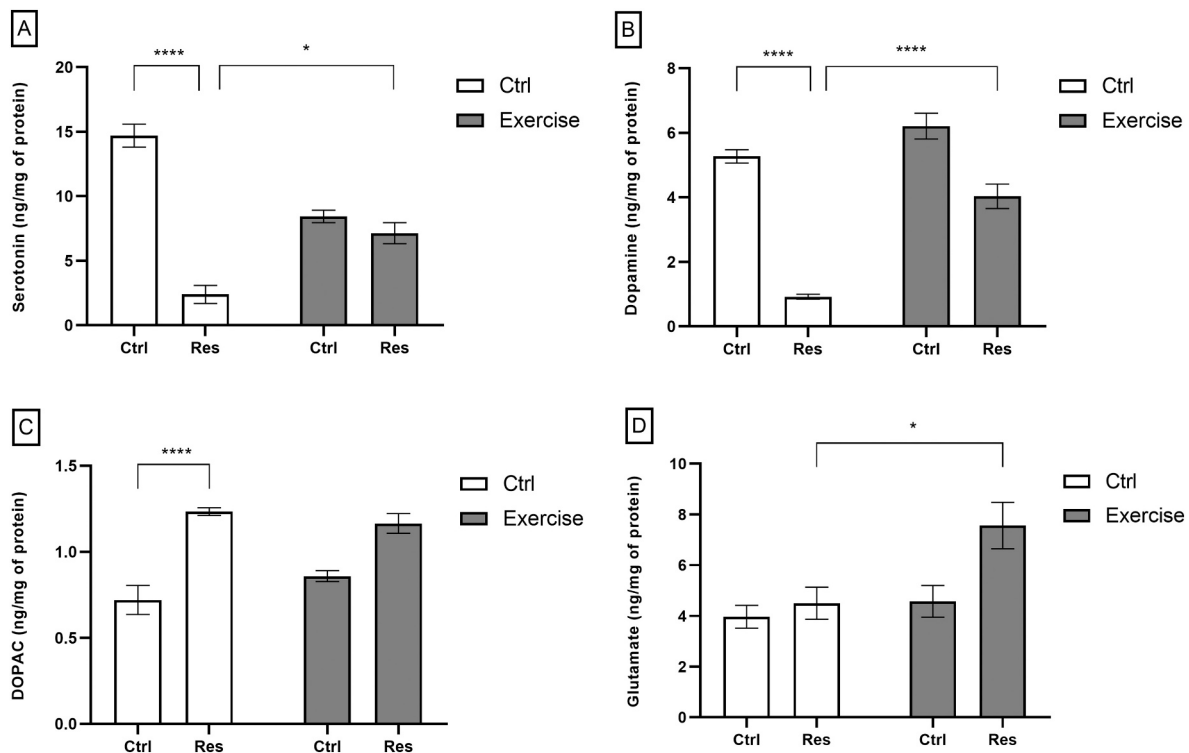 A
**** *
Serotonin (ng/mg of protein)
20
15
10
5
0
Ctrl Res Ctrl Res
Ctrl
Exercise
B
**** ****
Dopamine (ng/mg of protein)
8
6
4
2
0
Ctrl Res Ctrl Res
Ctrl
Exercise
C
****
DOPAC (ng/mg of protein)
1.5
1.0
0.5
0.0
Ctrl Res Ctrl Res
Ctrl
Exercise
D
*
Glutamate (ng/mg of protein)
10
8
6
4
2
0
Ctrl Res Ctrl Res
Ctrl
Exercise